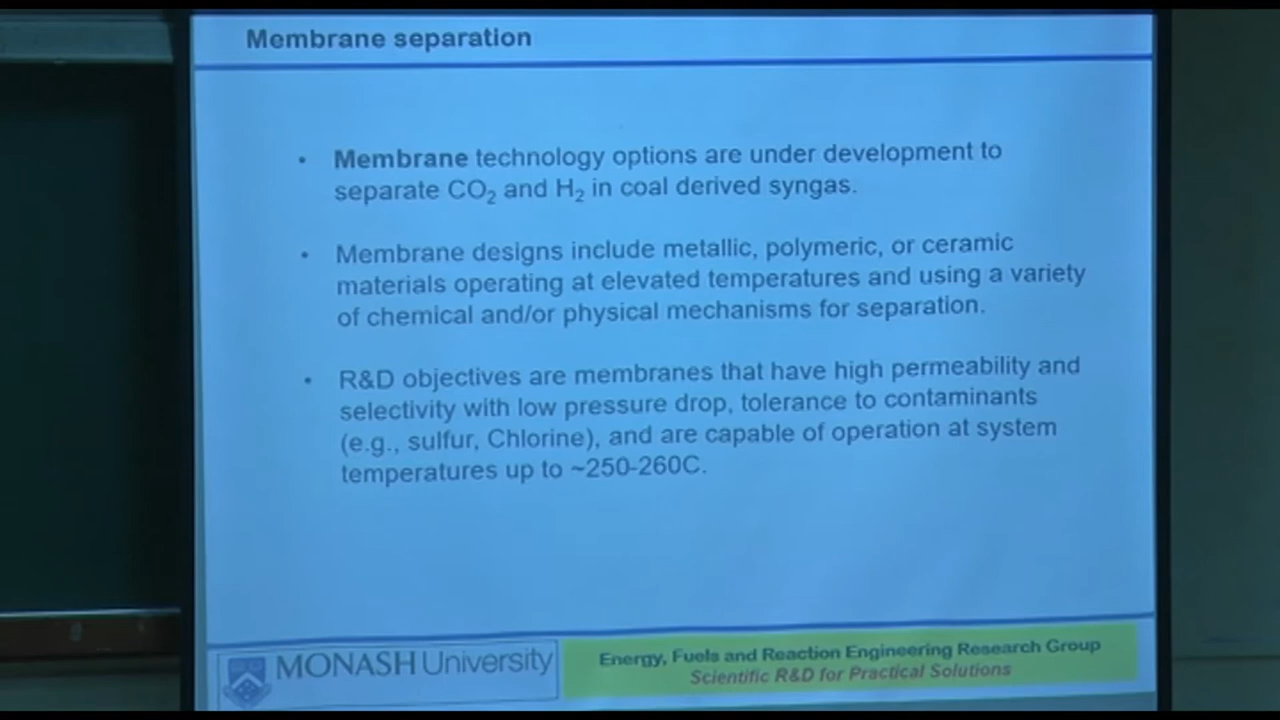 Membrane separation
• Membrane technology options are under development to
separate CO₂ and H₂ in coal derived syngas.
• Membrane designs include metallic, polymeric, or ceramic
materials operating at elevated temperatures and using a variety
of chemical and/or physical mechanisms for separation.
• R&D objectives are membranes that have high permeability and
selectivity with low pressure drop, tolerance to contaminants
(e.g., sulfur, Chlorine), and are capable of operation at system
temperatures up to ~250-260C.
MONASH University
Energy, Fuels and Reaction Engineering Research Group
Scientific R&D for Practical Solutions